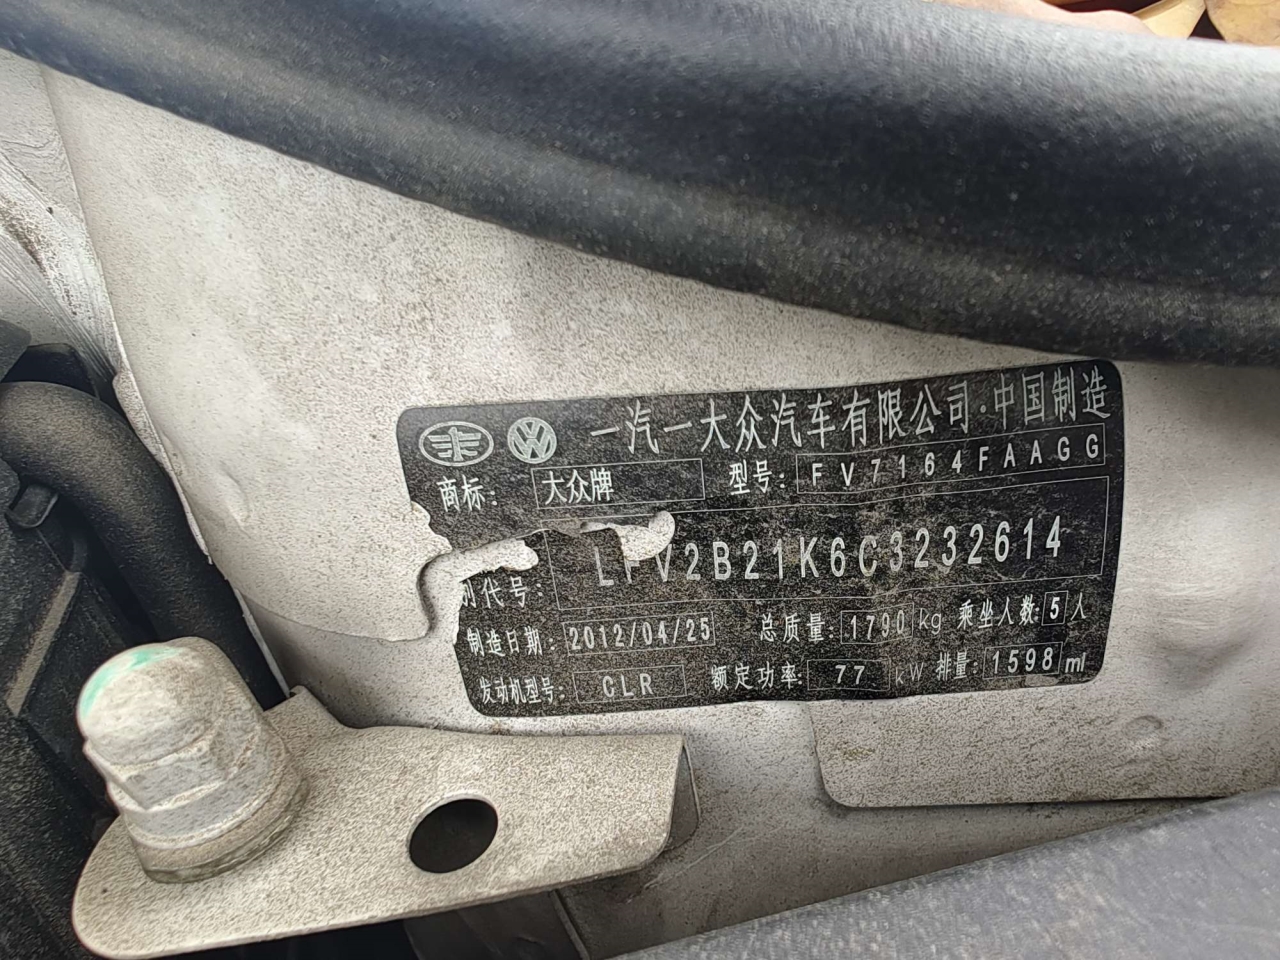 一汽一大众汽车有限公司·中国制造
商标: 大众牌 型号: FV7164FAAGG
别代号: LFV2B21K6C3232614
制造日期: 2012/04/25 总质量: 1790 kg 乘坐人数: 5 人
发动机型号: CLR 额定功率: 77 kW 排量: 1598 ml